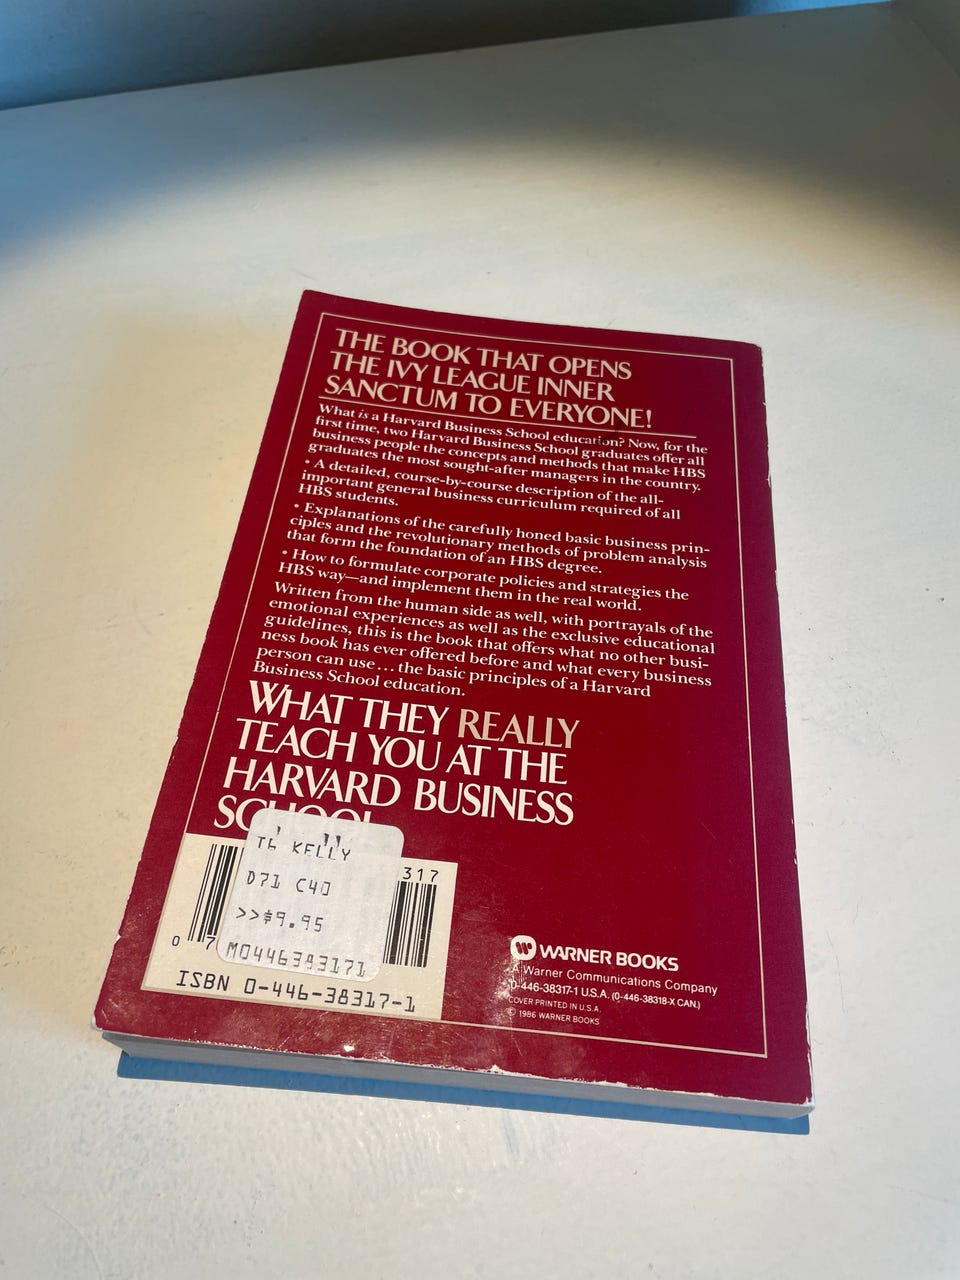 THE BOOK THAT OPENS
THE IVY LEAGUE INNER
SANCTUM TO EVERYONE!
What is a Harvard Business School education? Now, for the
first time, two Harvard Business School graduates offer all
business people the concepts and methods that make HBS
graduates the most sought-after managers in the country.
• A detailed, course-by-course description of the all-
important general business curriculum required of all
HBS students.
• Explanations of the carefully honed basic business prin-
ciples and the revolutionary methods of problem analysis
that form the foundation of an HBS degree.
• How to formulate corporate policies and strategies the
HBS way—and implement them in the real world.
Written from the human side as well, with portrayals of the
emotional experiences as well as the exclusive educational
guidelines, this is the book that offers what no other busi-
ness book has ever offered before and what every business
person can use... the basic principles of a Harvard
Business School education.
WHAT THEY REALLY
TEACH YOU AT THE
HARVARD BUSINESS
SCHOOL
KELLY
D71 C40
>>$9.95
M0446383171
317
0 7
ISBN 0-446-38317-1
WARNER BOOKS
A Warner Communications Company
0-446-38317-1 U.S.A. (0-446-38318-X CAN.)
COVER PRINTED IN U.S.A.
© 1986 WARNER BOOKS